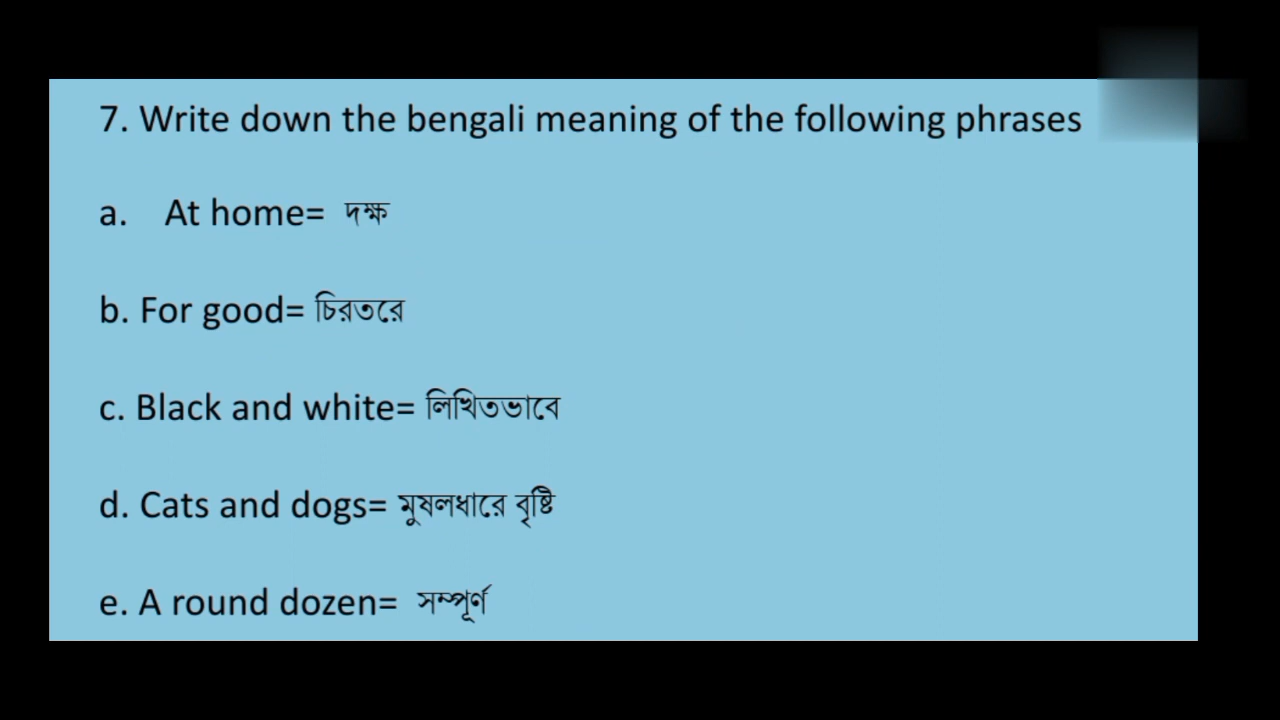 7. Write down the bengali meaning of the following phrases
a. At home= দক্ষ
b. For good= চিরতরে
c. Black and white= লিখিতভাবে
d. Cats and dogs= মুষলধারে বৃষ্টি
e. A round dozen= সম্পূর্ণ